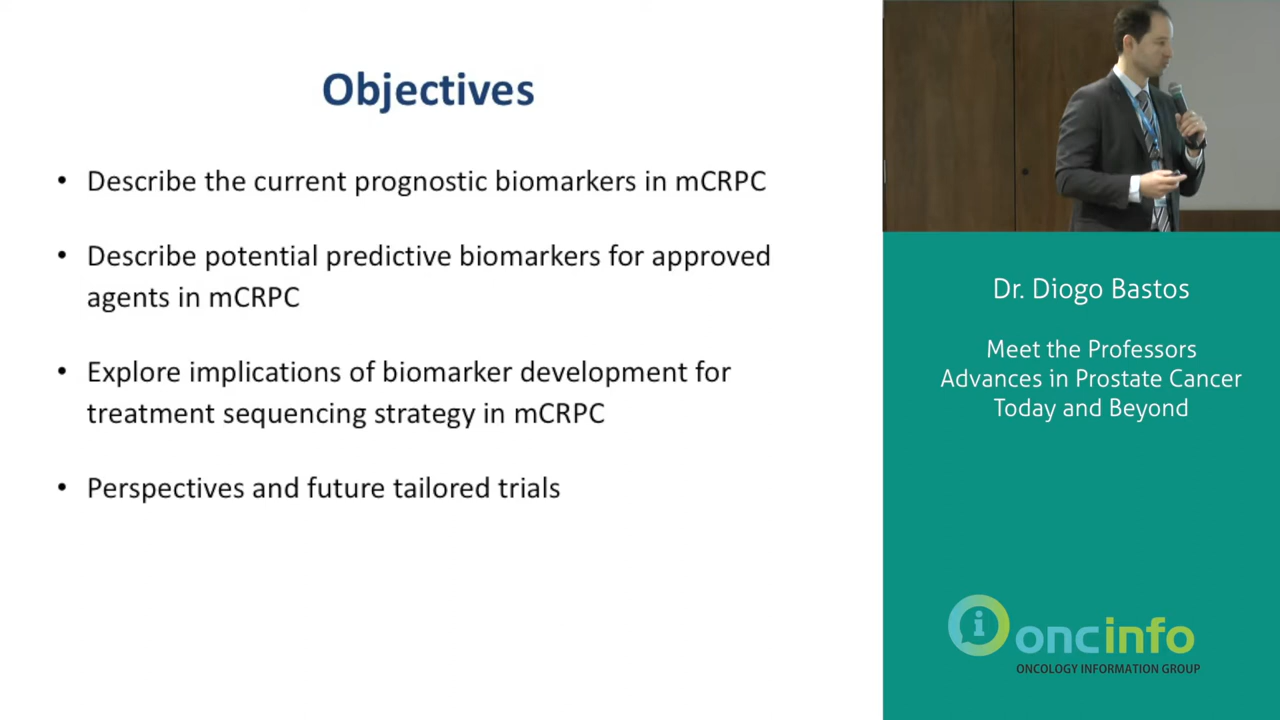 Objectives
• Describe the current prognostic biomarkers in mCRPC
• Describe potential predictive biomarkers for approved
agents in mCRPC
• Explore implications of biomarker development for
treatment sequencing strategy in mCRPC
• Perspectives and future tailored trials
Dr. Diogo Bastos
Meet the Professors
Advances in Prostate Cancer
Today and Beyond
i oncinfo
ONCOLOGY INFORMATION GROUP